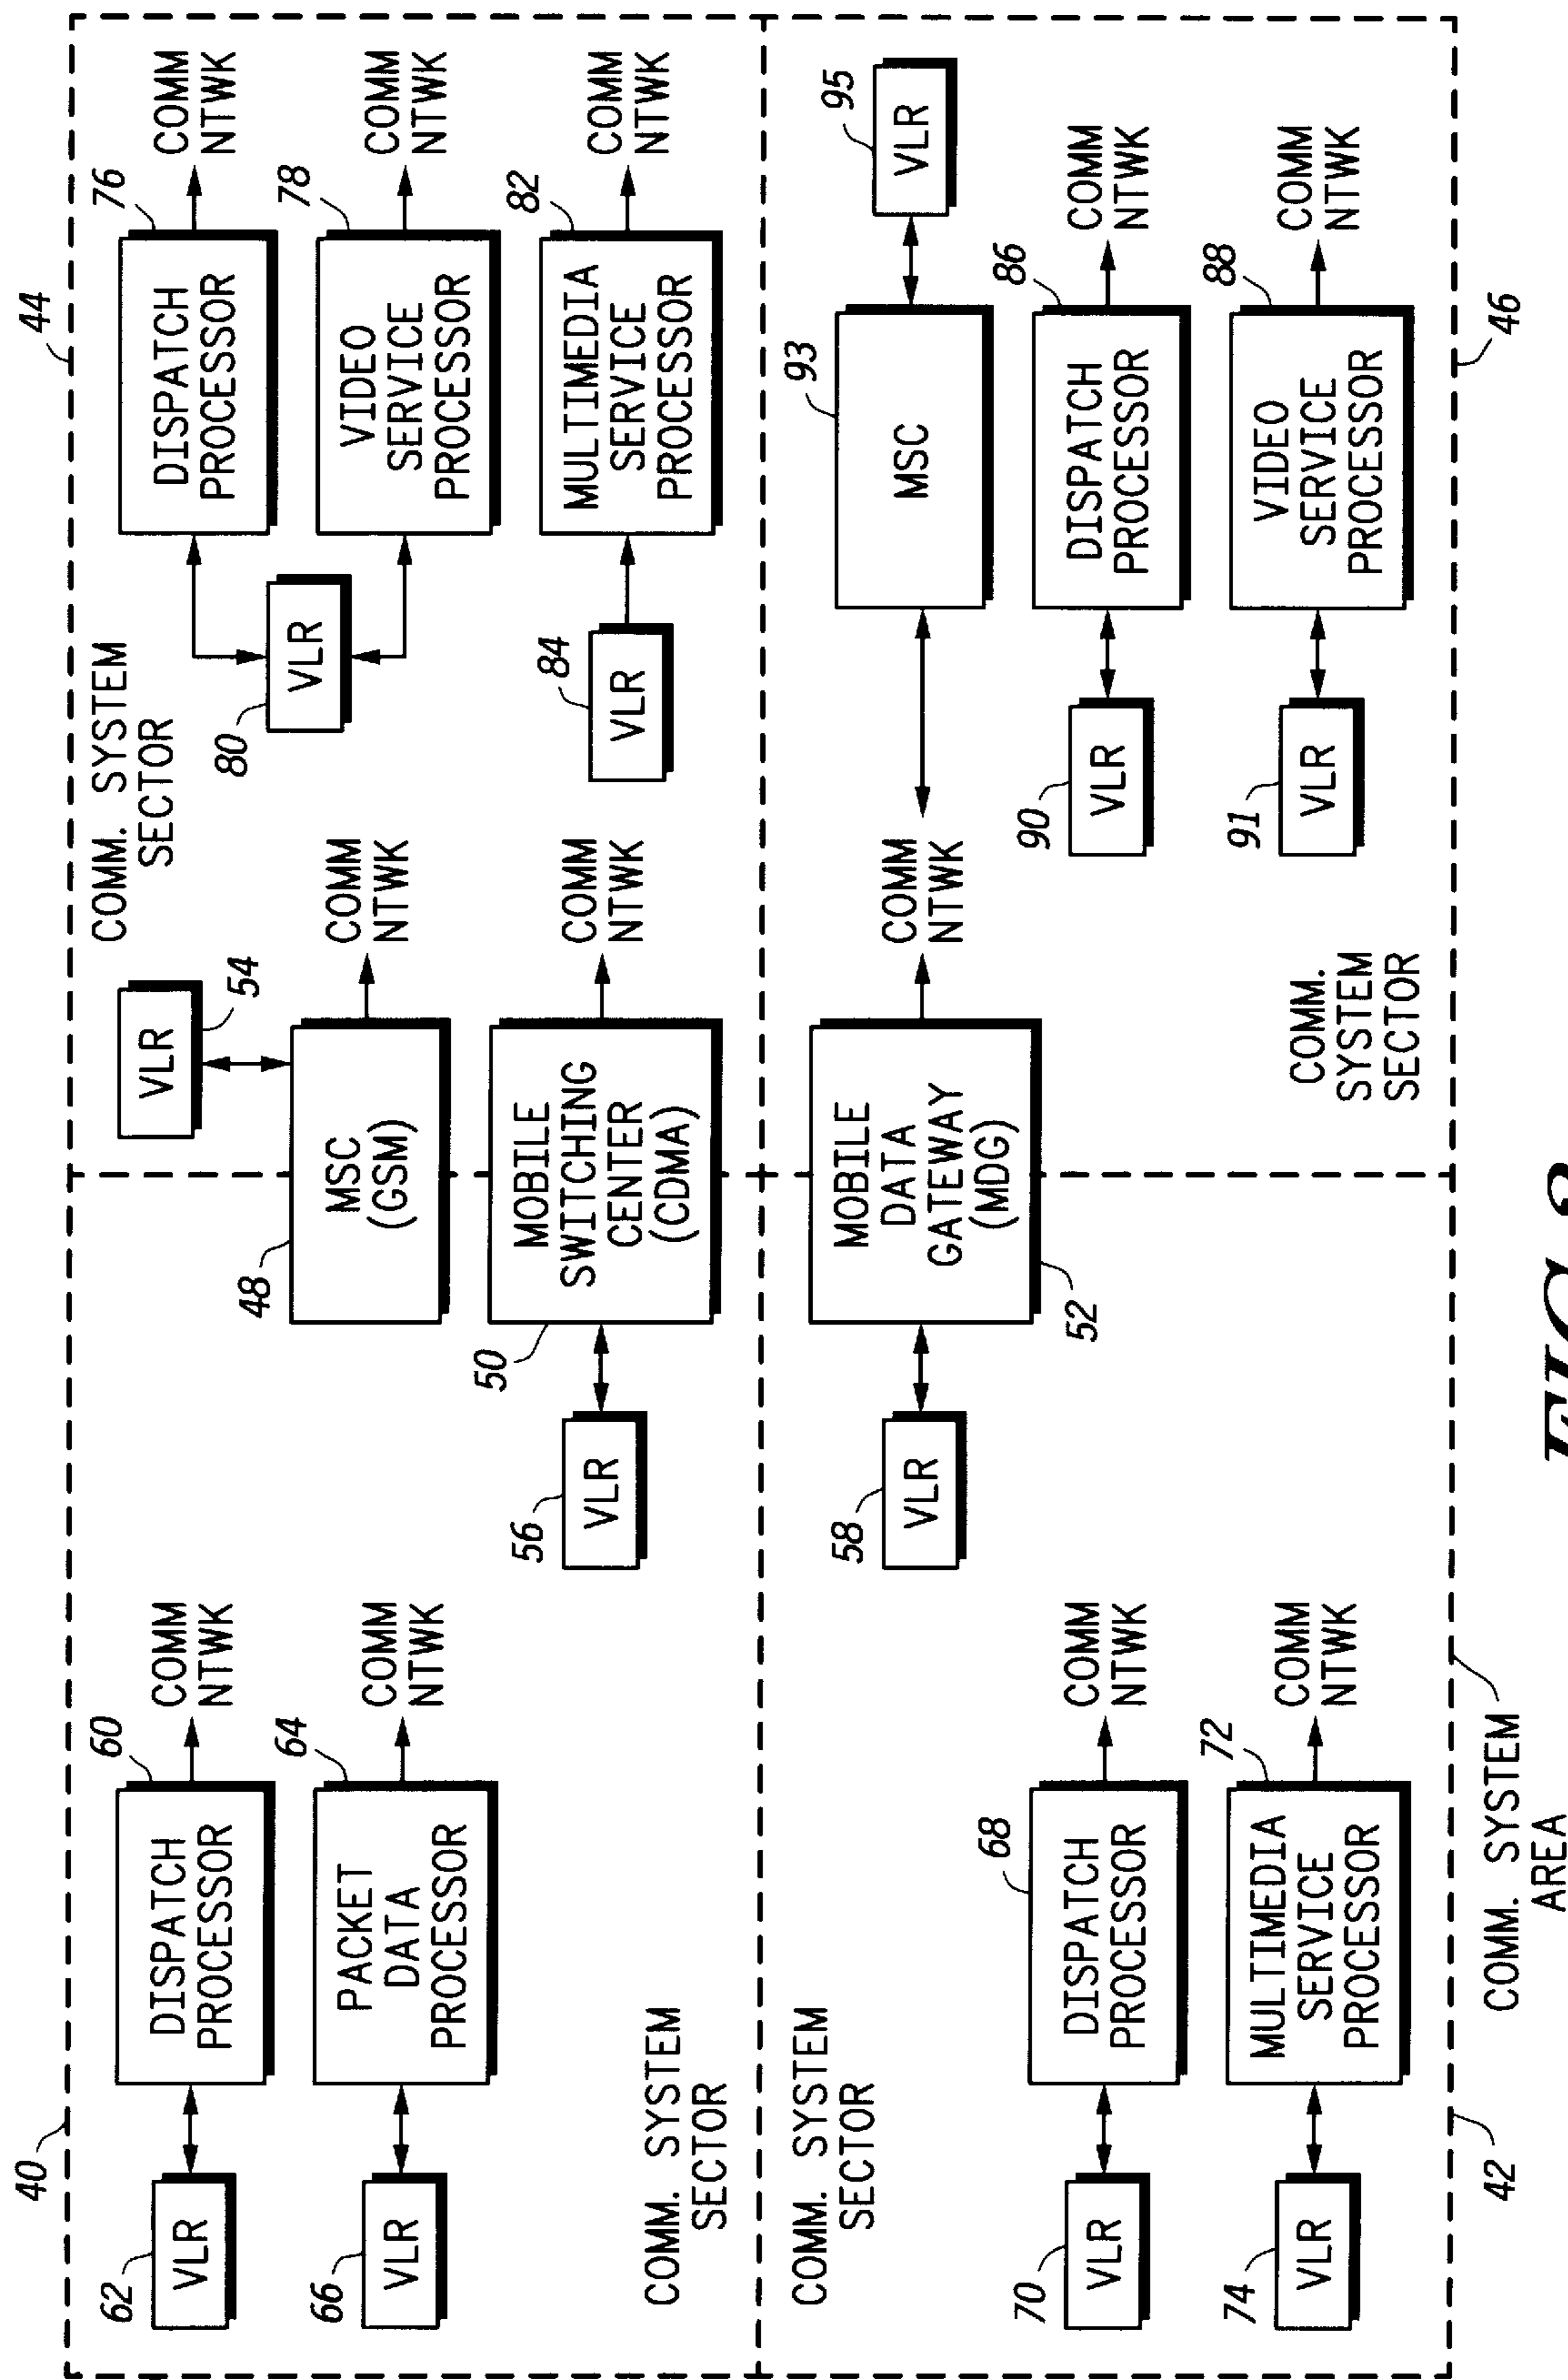 40
62
VLR
60
DISPATCH
PROCESSOR
COMM
NTWK
66
VLR
64
PACKET
DATA
PROCESSOR
COMM
NTWK
COMM. SYSTEM
SECTOR
VLR
54
48
MSC
(GSM)
COMM
NTWK
50
MOBILE
SWITCHING
CENTER
(CDMA)
COMM
NTWK
56
VLR
44
COMM. SYSTEM
SECTOR
80
VLR
76
DISPATCH
PROCESSOR
COMM
NTWK
78
VIDEO
SERVICE
PROCESSOR
COMM
NTWK
84
VLR
82
MULTIMEDIA
SERVICE
PROCESSOR
COMM
NTWK
COMM. SYSTEM
SECTOR
58
VLR
MOBILE
DATA
GATEWAY
(MDG)
52
COMM
NTWK
70
VLR
68
DISPATCH
PROCESSOR
COMM
NTWK
74
VLR
72
MULTIMEDIA
SERVICE
PROCESSOR
COMM
NTWK
42
COMM. SYSTEM
AREA
93
MSC
95
VLR
90
VLR
86
DISPATCH
PROCESSOR
COMM
NTWK
91
VLR
88
VIDEO
SERVICE
PROCESSOR
COMM
NTWK
COMM.
SYSTEM
SECTOR
46
FIG